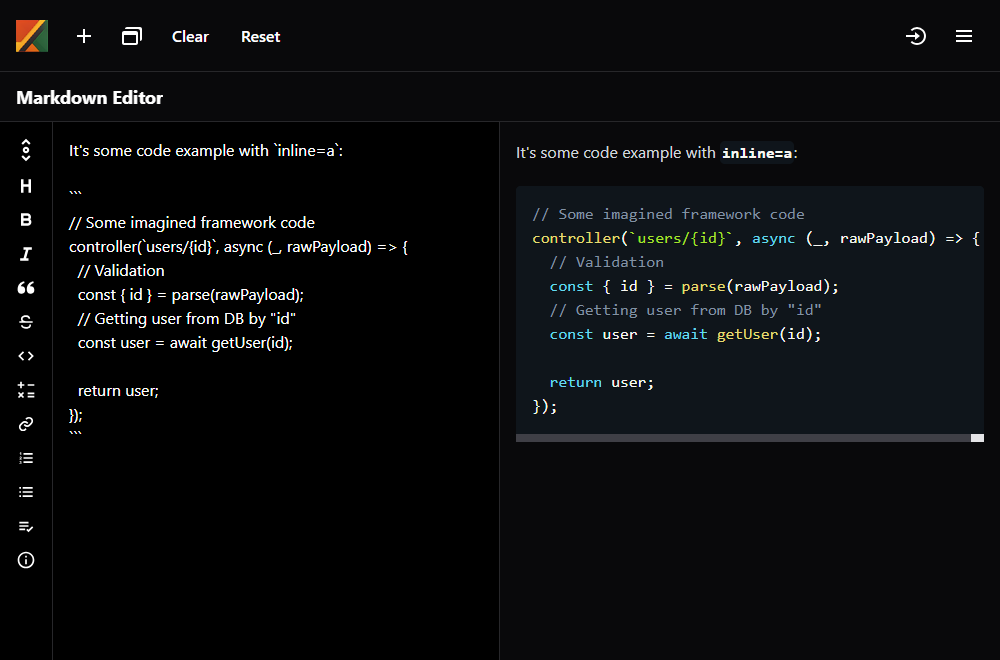 Clear Reset
Markdown Editor
It's some code example with `inline=a`:
```
// Some imagined framework code
controller(`users/{id}`, async (_, rawPayload) => {
  // Validation
  const { id } = parse(rawPayload);
  // Getting user from DB by "id"
  const user = await getUser(id);

  return user;
});
```
It's some code example with inline=a:
// Some imagined framework code
controller(`users/{id}`, async (_, rawPayload) => {
  // Validation
  const { id } = parse(rawPayload);
  // Getting user from DB by "id"
  const user = await getUser(id);

  return user;
});